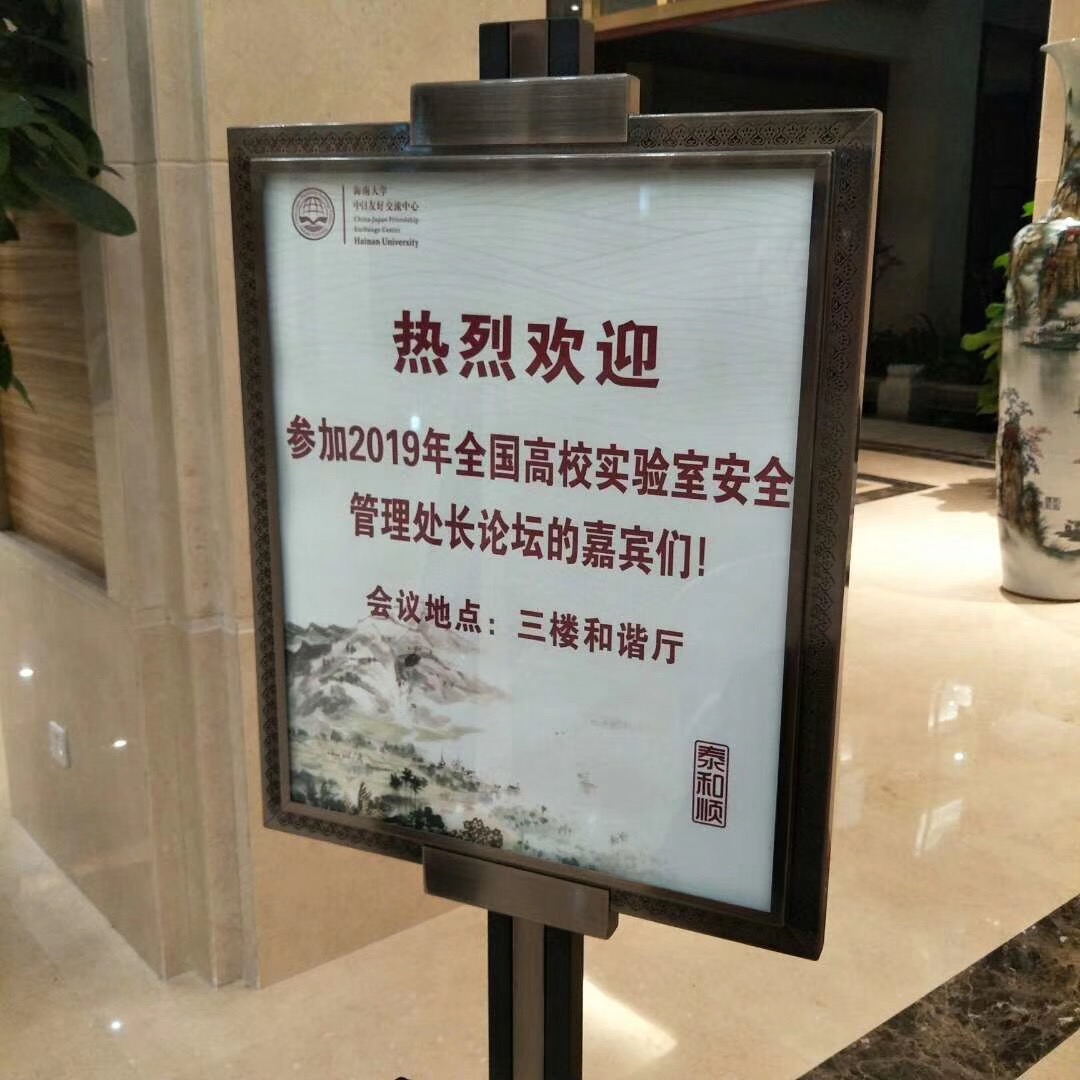 海南大学
中日友好交流中心
China-Japan Friendship
Exchange Center
Hainan University
热烈欢迎
参加2019年全国高校实验室安全
管理处长论坛的嘉宾们!
会议地点：三楼和谐厅
泰和顺